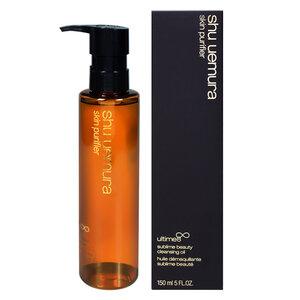 shu uemura
skin purifier
shu uemura
skin purifier
ultime8
sublime beauty
cleansing oil
huile démaquillante
sublime beauté
150 ml 5 FL.OZ.